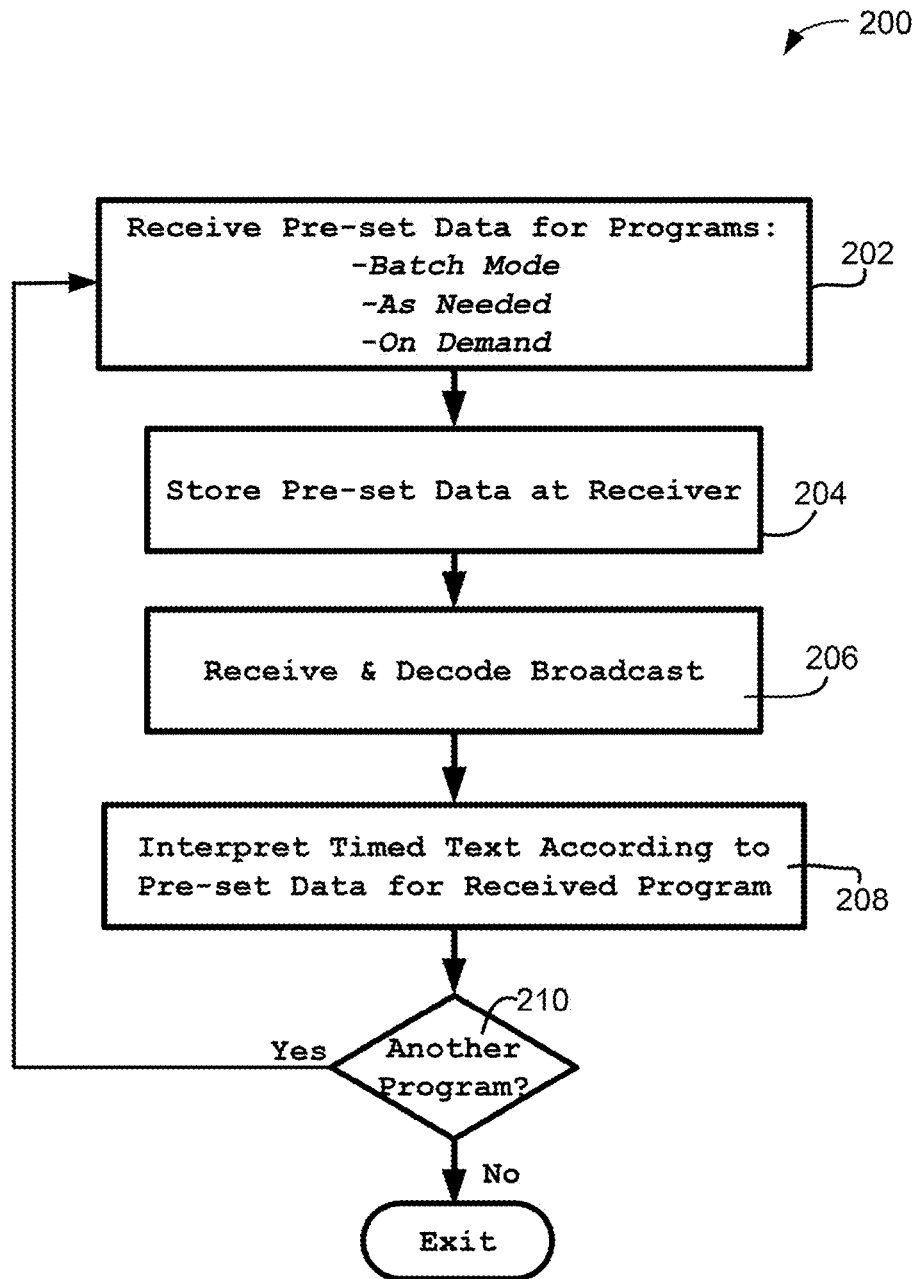 200
Receive Pre-set Data for Programs:
-Batch Mode
-As Needed
-On Demand
202
Store Pre-set Data at Receiver
204
Receive & Decode Broadcast
206
Interpret Timed Text According to
Pre-set Data for Received Program
208
210
Yes
Another
Program?
No
Exit